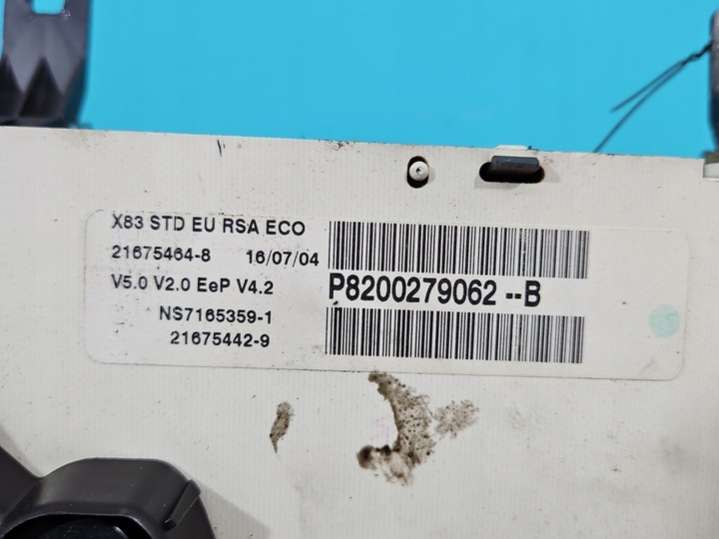 X83 STD EU RSA ECO
21675464-8 16/07/04
V5.0 V2.0 EeP V4.2
P8200279062 --B
NS7165359-1
21675442-9